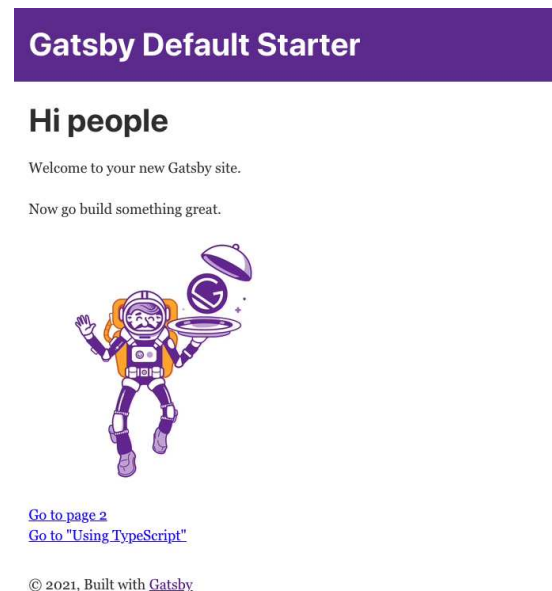 Gatsby Default Starter
Hi people
Welcome to your new Gatsby site.
Now go build something great.
Go to page 2
Go to "Using TypeScript"
© 2021, Built with Gatsby